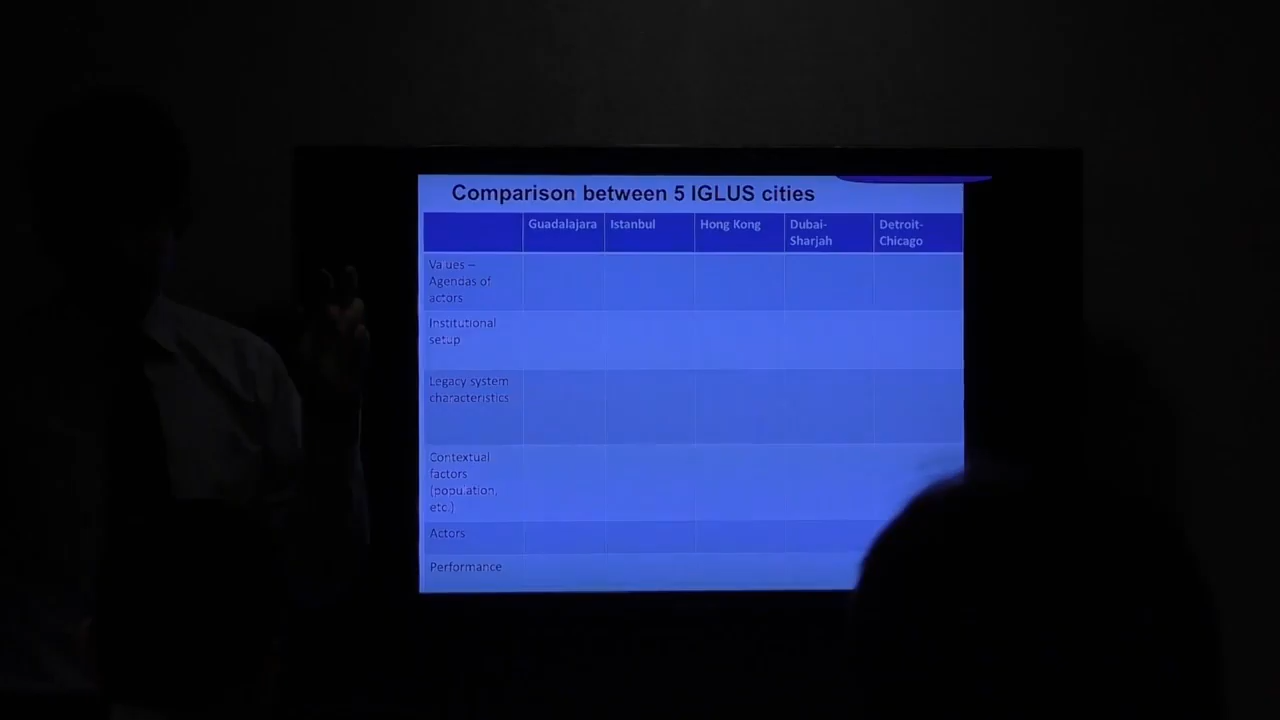 Comparison between 5 IGLUS cities
Guadalajara Istanbul Hong Kong Dubai- Detroit-
Sharjah Chicago
Values –
Agendas of
actors
Institutional
setup
Legacy system
characteristics
Contextual
factors
(population,
etc.)
Actors
Performance